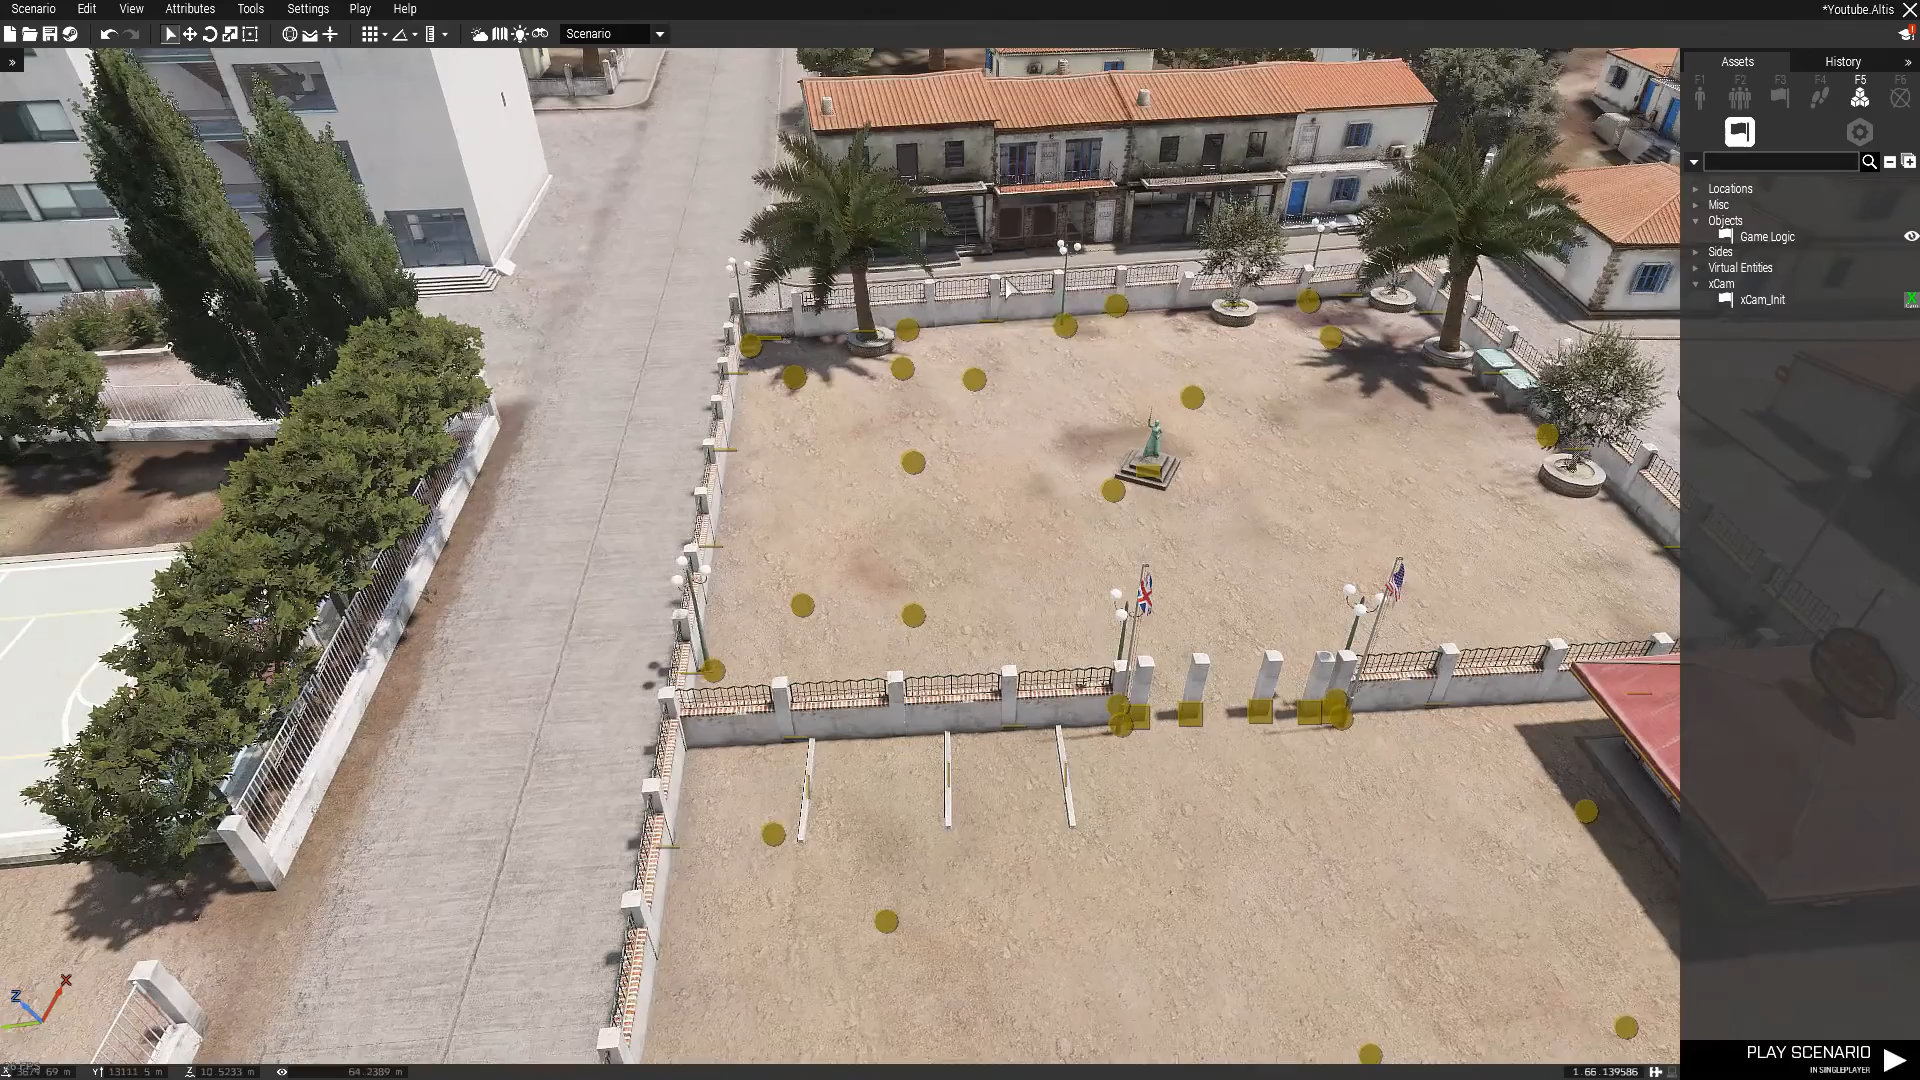 Scenario Edit View Attributes Tools Settings Play Help
*Youtube.Altis
Scenario
Assets History
F1 F2 F3 F4 F5 F6
Locations
Misc
Objects
Game Logic
Sides
Virtual Entities
xCam
xCam_Init
Z X
PLAY SCENARIO
IN SINGLEPLAYER
Y 13111.5 m Z 10.5233 m 64.2389 m 1.66.139586